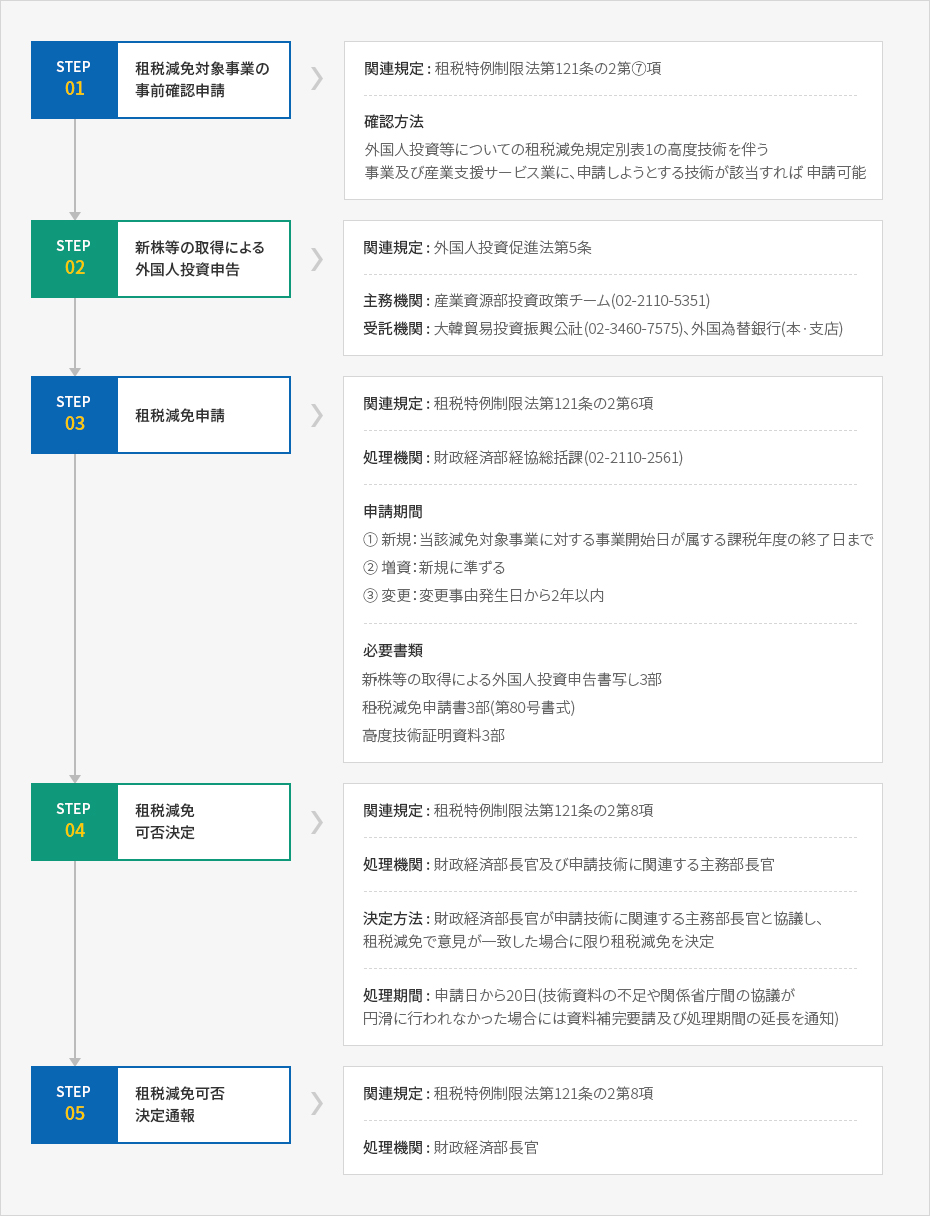 STEP
01
租税減免対象事業の
事前確認申請
関連規定 : 租税特例制限法第121条の2第⑦項
確認方法
外国人投資等についての租税減免規定別表1の高度技術を伴う
事業及び産業支援サービス業に、申請しようとする技術が該当すれば 申請可能
STEP
02
新株等の取得による
外国人投資申告
関連規定 : 外国人投資促進法第5条
主務機関 : 産業資源部投資政策チーム(02-2110-5351)
受託機関 : 大韓貿易投資振興公社(02-3460-7575)、外国為替銀行(本·支店)
STEP
03
租税減免申請
関連規定 : 租税特例制限法第121条の2第6項
処理機関 : 財政経済部経協総括課(02-2110-2561)
申請期間
① 新規：当該減免対象事業に対する事業開始日が属する課税年度の終了日まで
② 増資：新規に準ずる
③ 変更：変更事由発生日から2年以内
必要書類
新株等の取得による外国人投資申告書写し3部
租税減免申請書3部(第80号書式)
高度技術証明資料3部
STEP
04
租税減免
可否決定
関連規定 : 租税特例制限法第121条の2第8項
処理機関 : 財政経済部長官及び申請技術に関連する主務部長官
決定方法 : 財政経済部長官が申請技術に関連する主務部長官と協議し、
租税減免で意見が一致した場合に限り租税減免を決定
処理期間 : 申請日から20日(技術資料の不足や関係省庁間の協議が
円滑に行われなかった場合には資料補完要請及び処理期間の延長を通知)
STEP
05
租税減免可否
決定通報
関連規定 : 租税特例制限法第121条の2第8項
処理機関 : 財政経済部長官